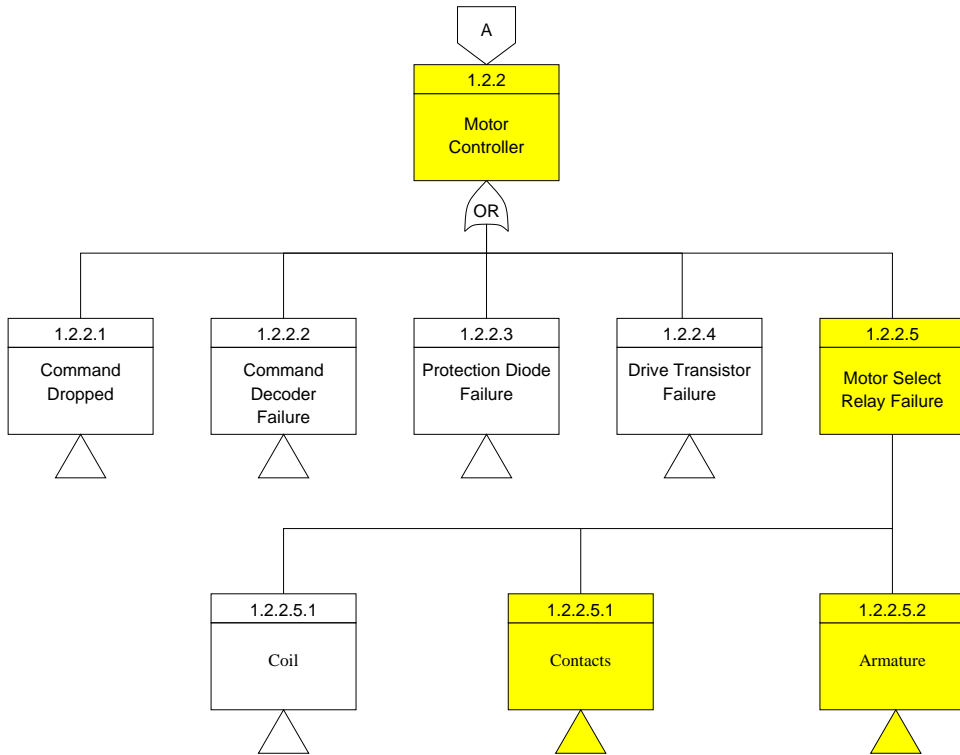 A
1.2.2
Motor
Controller
OR
1.2.2.1
Command
Dropped
1.2.2.2
Command
Decoder
Failure
1.2.2.3
Protection Diode
Failure
1.2.2.4
Drive Transistor
Failure
1.2.2.5
Motor Select
Relay Failure
1.2.2.5.1
Coil
1.2.2.5.1
Contacts
1.2.2.5.2
Armature